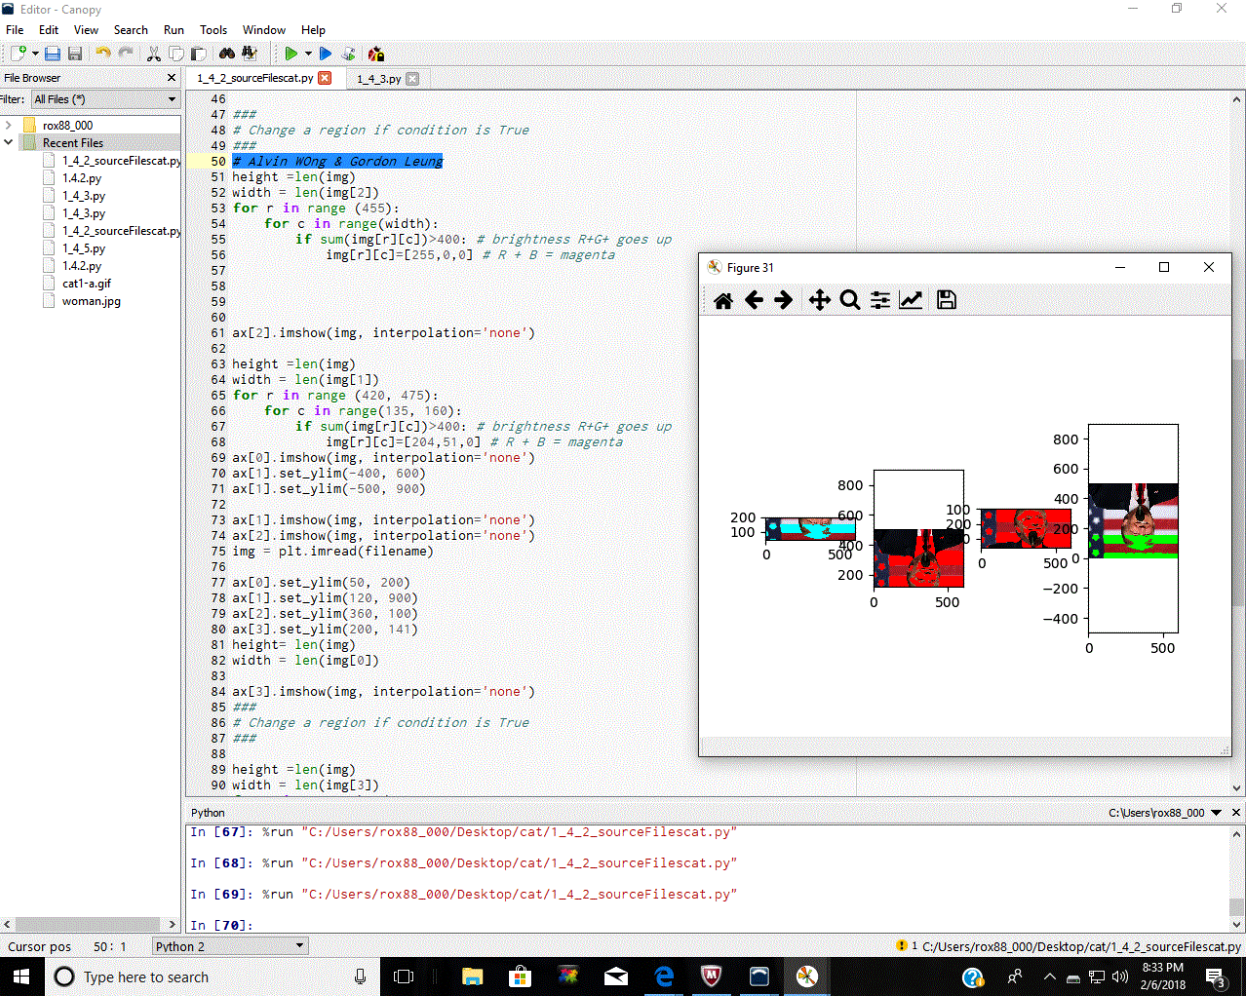 Editor - Canopy
File Edit View Search Run Tools Window Help
File Browser
1_4_2_sourceFilescat.py
1_4_3.py
Filter: All Files (*)
rox88_000
Recent Files
1_4_2_sourceFilescat.py
1.4.2.py
1_4_3.py
1_4_3.py
1_4_2_sourceFilescat.py
1_4_5.py
1.4.2.py
cat1-a.gif
woman.jpg
46
47 ###
48 # Change a region if condition is True
49 ###
50 # Alvin WOng & Gordon Leung
51 height =len(img)
52 width = len(img[2])
53 for r in range (455):
54     for c in range(width):
55         if sum(img[r][c])>400: # brightness R+G+ goes up
56             img[r][c]=[255,0,0] # R + B = magenta
57
58
59
60
61 ax[2].imshow(img, interpolation='none')
62
63 height =len(img)
64 width = len(img[1])
65 for r in range (420, 475):
66     for c in range(135, 160):
67         if sum(img[r][c])>400: # brightness R+G+ goes up
68             img[r][c]=[204,51,0] # R + B = magenta
69 ax[0].imshow(img, interpolation='none')
70 ax[1].set_ylim(-400, 600)
71 ax[1].set_ylim(-500, 900)
72
73 ax[1].imshow(img, interpolation='none')
74 ax[2].imshow(img, interpolation='none')
75 img = plt.imread(filename)
76
77 ax[0].set_ylim(50, 200)
78 ax[1].set_ylim(120, 900)
79 ax[2].set_ylim(360, 100)
80 ax[3].set_ylim(200, 141)
81 height= len(img)
82 width = len(img[0])
83
84 ax[3].imshow(img, interpolation='none')
85 ###
86 # Change a region if condition is True
87 ###
88
89 height =len(img)
90 width = len(img[3])
Figure 31
200
100
0 500
800
600
400
200
0 500
100
200
0 500
800
600
400
200
0
−200
−400
0 500
Python
C:\Users\rox88_000
In [67]: %run "C:/Users/rox88_000/Desktop/cat/1_4_2_sourceFilescat.py"
In [68]: %run "C:/Users/rox88_000/Desktop/cat/1_4_2_sourceFilescat.py"
In [69]: %run "C:/Users/rox88_000/Desktop/cat/1_4_2_sourceFilescat.py"
In [70]:
Cursor pos 50: 1 Python 2
1 C:/Users/rox88_000/Desktop/cat/1_4_2_sourceFilescat.py
Type here to search
8:33 PM
2/6/2018
3